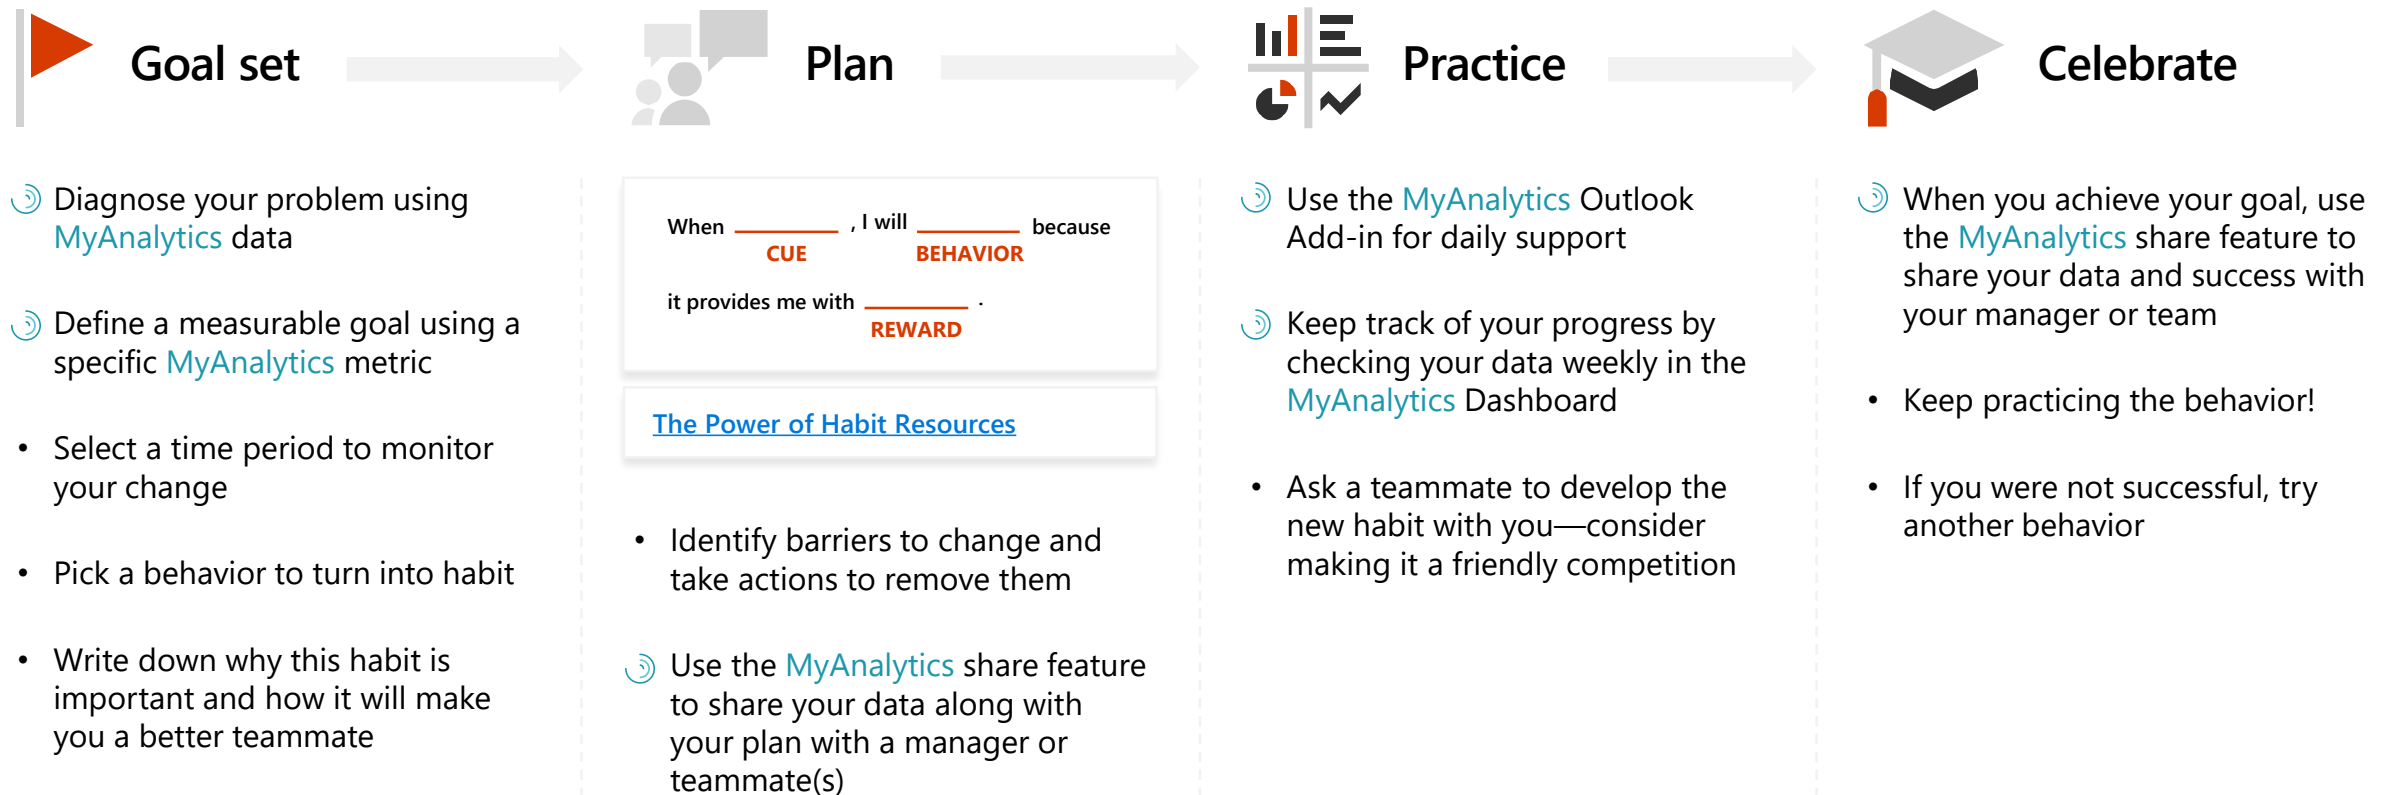 Goal set
Diagnose your problem using
MyAnalytics data
Define a measurable goal using a
specific MyAnalytics metric
• Select a time period to monitor
your change
• Pick a behavior to turn into habit
• Write down why this habit is
important and how it will make
you a better teammate
Plan
When ________ , I will ________ because
CUE BEHAVIOR
it provides me with ________ .
REWARD
The Power of Habit Resources
• Identify barriers to change and
take actions to remove them
Use the MyAnalytics share feature
to share your data along with
your plan with a manager or
teammate(s)
Practice
Use the MyAnalytics Outlook
Add-in for daily support
Keep track of your progress by
checking your data weekly in the
MyAnalytics Dashboard
• Ask a teammate to develop the
new habit with you—consider
making it a friendly competition
Celebrate
When you achieve your goal, use
the MyAnalytics share feature to
share your data and success with
your manager or team
• Keep practicing the behavior!
• If you were not successful, try
another behavior